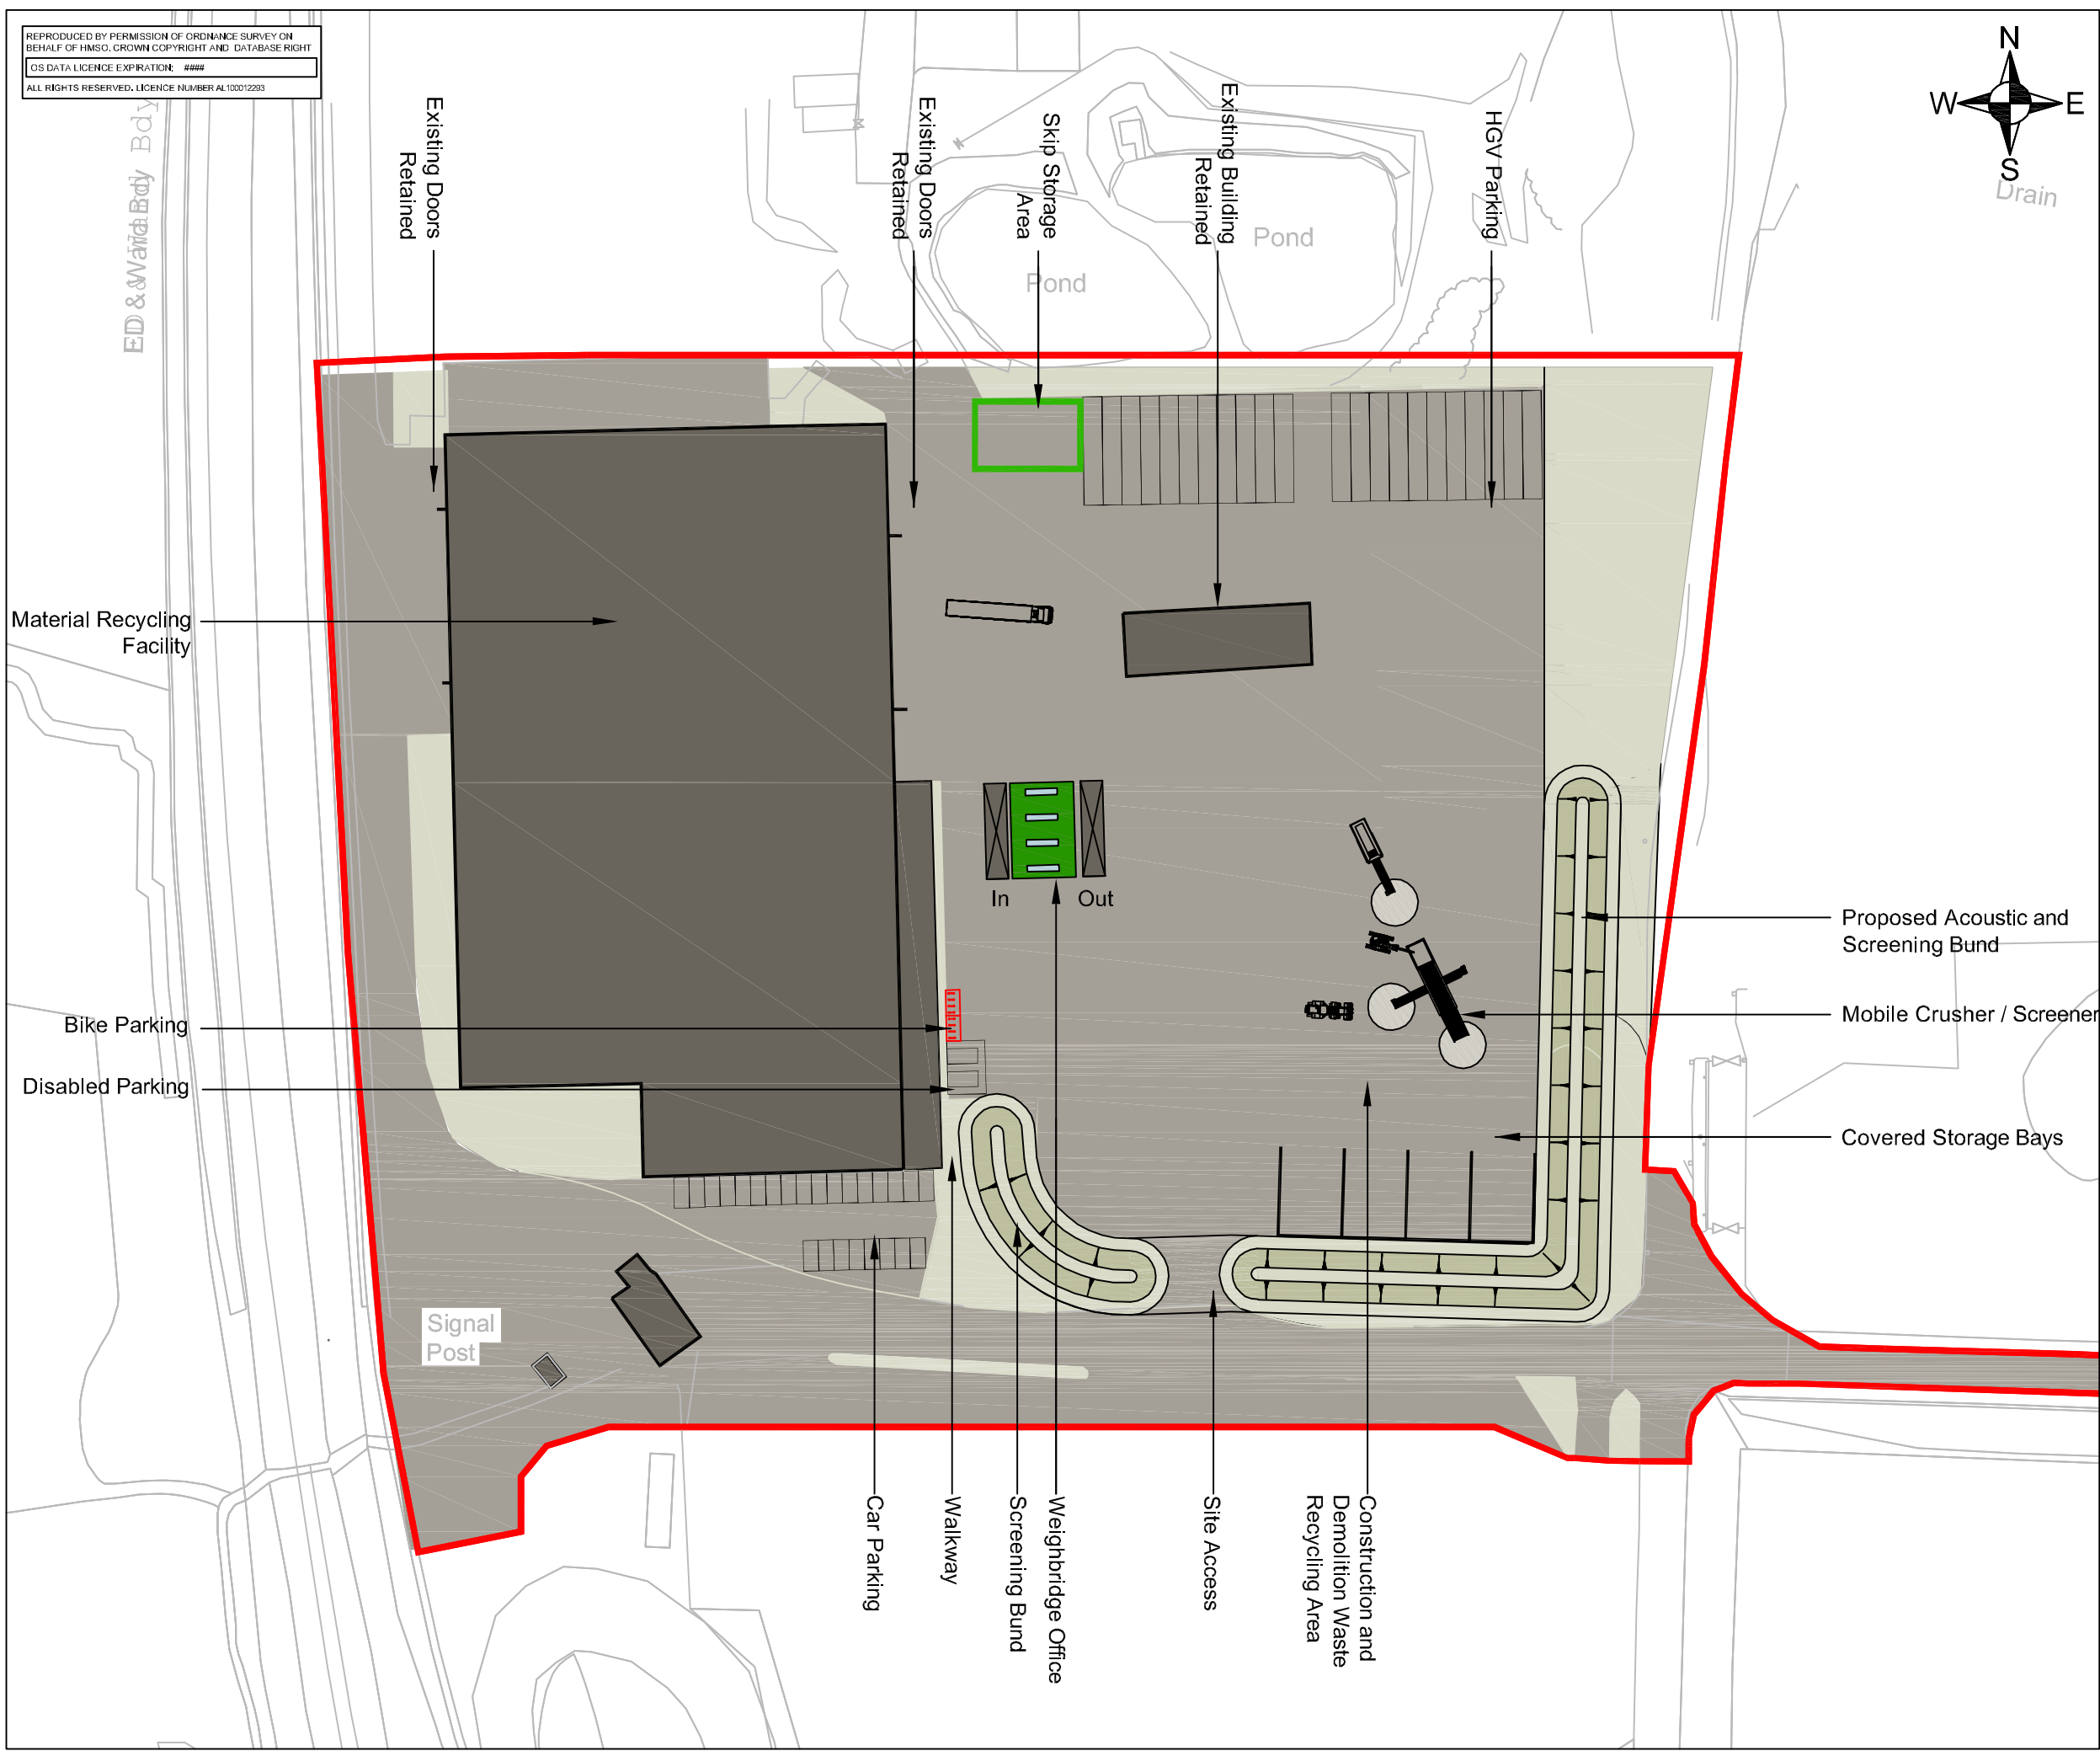 REPRODUCED BY PERMISSION OF ORDNANCE SURVEY ON
BEHALF OF HMSO. CROWN COPYRIGHT AND DATABASE RIGHT
OS DATA LICENCE EXPIRATION: ####
ALL RIGHTS RESERVED. LICENCE NUMBER AL100012293
N
W
E
S
Drain
Existing Doors
Retained
Existing Doors
Retained
Skip Storage
Area
Existing Building
Retained
HGV Parking
Pond
Pond
Material Recycling
Facility
Bike Parking
Disabled Parking
In
Out
Proposed Acoustic and
Screening Bund
Mobile Crusher / Screener
Covered Storage Bays
Signal
Post
Car Parking
Walkway
Screening Bund
Weighbridge Office
Site Access
Construction and
Demolition Waste
Recycling Area